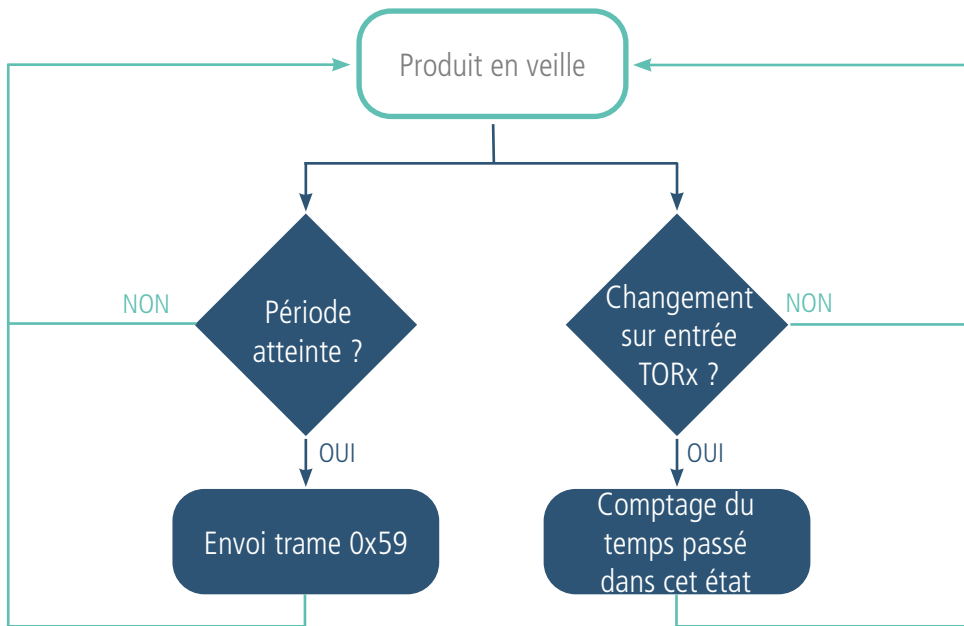 Produit en veille
NON
Période
atteinte ?
Changement
sur entrée
TORx ?
NON
OUI
OUI
Envoi trame 0x59
Comptage du
temps passé
dans cet état